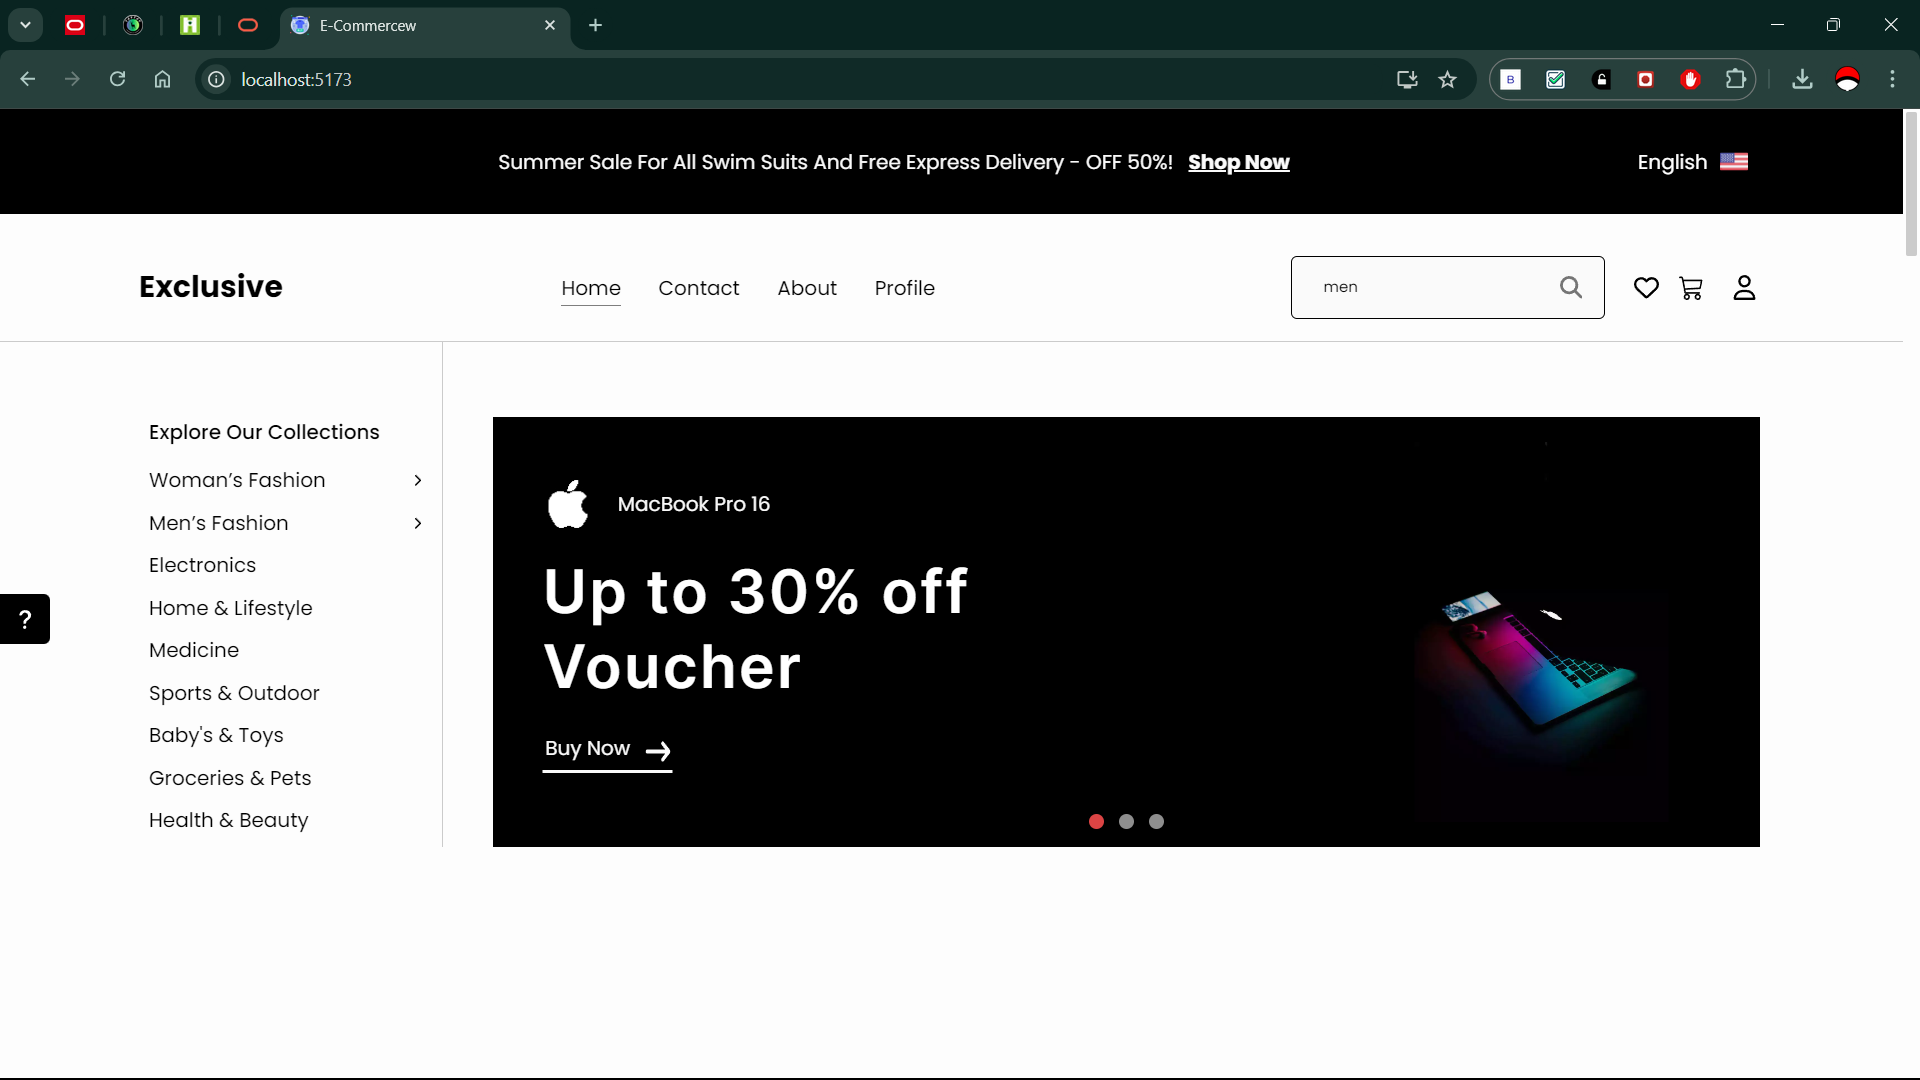 E-Commercew
localhost:5173
Summer Sale For All Swim Suits And Free Express Delivery - OFF 50%! Shop Now
English
Exclusive
Home Contact About Profile
men
Explore Our Collections
Woman’s Fashion
Men’s Fashion
Electronics
Home & Lifestyle
Medicine
Sports & Outdoor
Baby's & Toys
Groceries & Pets
Health & Beauty
?
MacBook Pro 16
Up to 30% off
Voucher
Buy Now